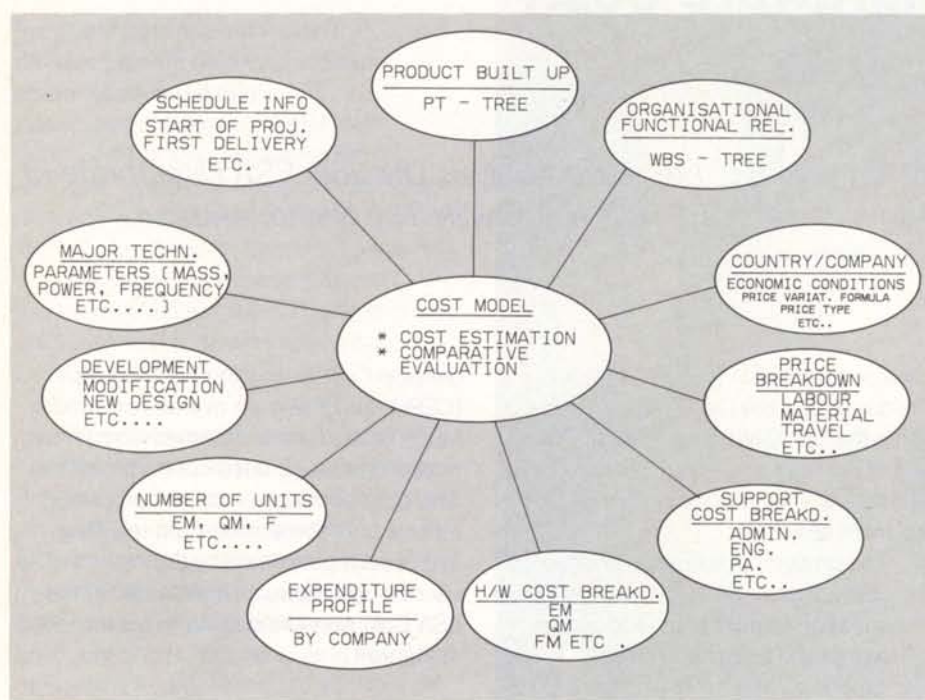 PRODUCT BUILT UP
PT - TREE
SCHEDULE INFO
START OF PROJ.
FIRST DELIVERY
ETC.
ORGANISATIONAL
FUNCTIONAL REL.
WBS - TREE
MAJOR TECHN.
PARAMETERS (MASS,
POWER, FREQUENCY
ETC....)
COUNTRY/COMPANY
ECONOMIC CONDITIONS
PRICE VARIAT. FORMULA
PRICE TYPE
ETC..
COST MODEL
* COST ESTIMATION
* COMPARATIVE
EVALUATION
DEVELOPMENT
MODIFICATION
NEW DESIGN
ETC....
PRICE
BREAKDOWN
LABOUR
MATERIAL
TRAVEL
ETC..
NUMBER OF UNITS
EM, QM, F
ETC....
SUPPORT
COST BREAKD.
ADMIN.
ENG.
PA.
ETC..
EXPENDITURE
PROFILE
BY COMPANY
H/W COST BREAKD.
EM
QM
FM ETC .